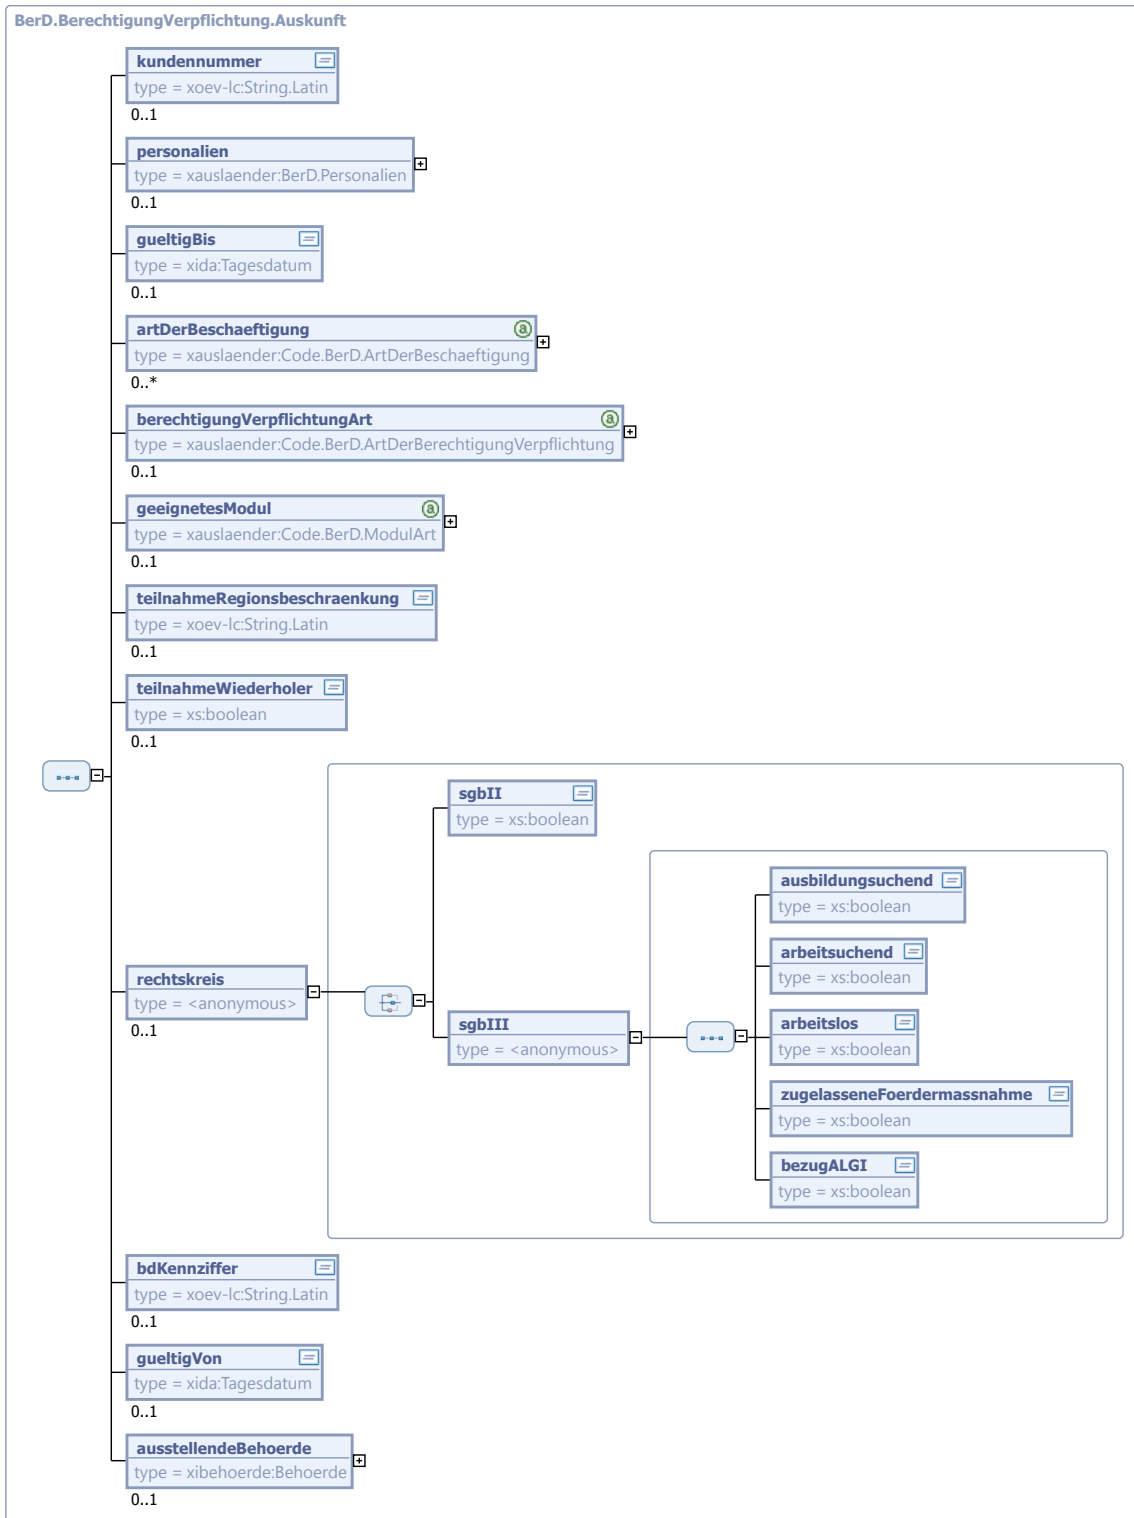 BerD.BerechtigungVerpflichtung.Auskunft
kundennummer
type = xoev-lc:String.Latin
0..1
personalien
type = xauslaender:BerD.Personalien
0..1
gueltigBis
type = xida:Tagesdatum
0..1
artDerBeschaeftigung
type = xauslaender:Code.BerD.ArtDerBeschaeftigung
0..*
berechtigungVerpflichtungArt
type = xauslaender:Code.BerD.ArtDerBerechtigungVerpflichtung
0..1
geeignetesModul
type = xauslaender:Code.BerD.ModulArt
0..1
teilnahmeRegionsbeschraenkung
type = xoev-lc:String.Latin
0..1
teilnahmeWiederholer
type = xs:boolean
0..1
rechtskreis
type = <anonymous>
0..1
sgbII
type = xs:boolean
sgbIII
type = <anonymous>
ausbildungsuchend
type = xs:boolean
arbeitsuchend
type = xs:boolean
arbeitslos
type = xs:boolean
zugelasseneFoerdermassnahme
type = xs:boolean
bezugALGI
type = xs:boolean
bdKennziffer
type = xoev-lc:String.Latin
0..1
gueltigVon
type = xida:Tagesdatum
0..1
ausstellendeBehoerde
type = xibehoerde:Behoerde
0..1